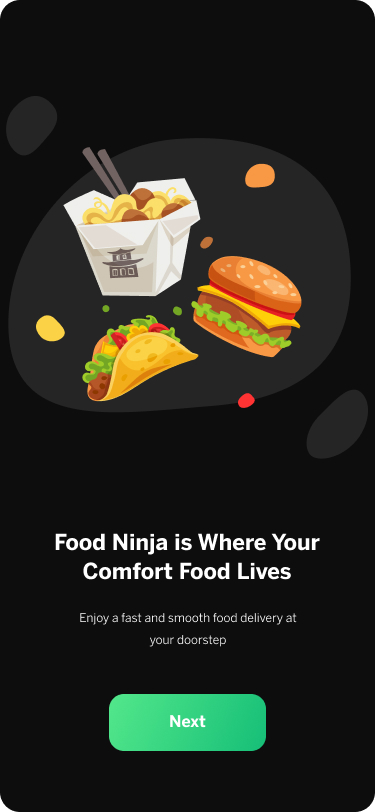 Food Ninja is Where Your
Comfort Food Lives
Enjoy a fast and smooth food delivery at
your doorstep
Next